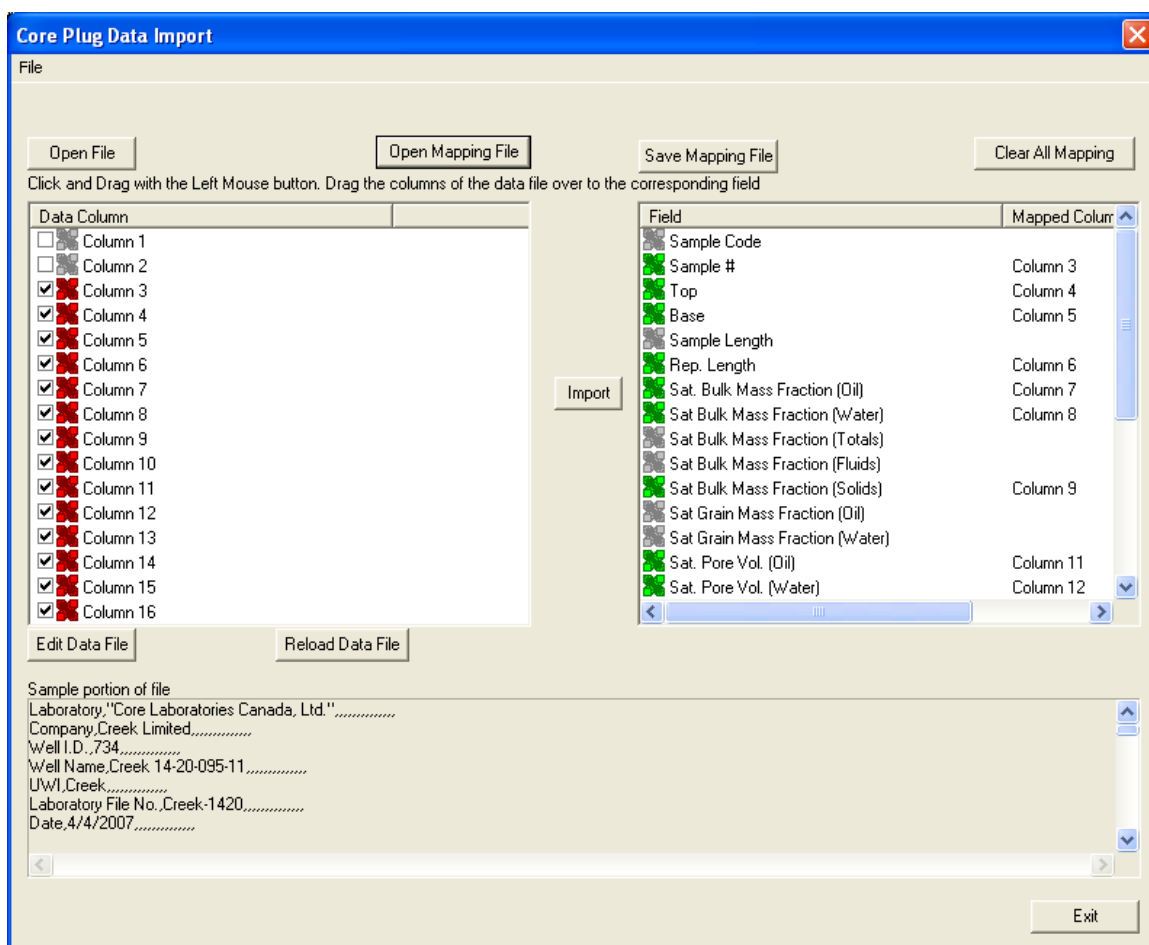 Core Plug Data Import
File
Open File
Open Mapping File
Save Mapping File
Clear All Mapping
Click and Drag with the Left Mouse button. Drag the columns of the data file over to the corresponding field
Data Column
Column 1
Column 2
Column 3
Column 4
Column 5
Column 6
Column 7
Column 8
Column 9
Column 10
Column 11
Column 12
Column 13
Column 14
Column 15
Column 16
Import
Field Mapped Colum
Sample Code
Sample # Column 3
Top Column 4
Base Column 5
Sample Length
Rep. Length Column 6
Sat. Bulk Mass Fraction (Oil) Column 7
Sat Bulk Mass Fraction (Water) Column 8
Sat Bulk Mass Fraction (Totals)
Sat Bulk Mass Fraction (Fluids)
Sat Bulk Mass Fraction (Solids) Column 9
Sat Grain Mass Fraction (Oil)
Sat Grain Mass Fraction (Water)
Sat. Pore Vol. (Oil) Column 11
Sat. Pore Vol. (Water) Column 12
Edit Data File
Reload Data File
Sample portion of file
Laboratory,"Core Laboratories Canada, Ltd.",,,,,,,,,,,,,,
Company,Creek Limited,,,,,,,,,,,,,,
Well I.D.,734,,,,,,,,,,,,,,
Well Name,Creek 14-20-095-11,,,,,,,,,,,,,,
UWI,Creek,,,,,,,,,,,,,,
Laboratory File No.,Creek-1420,,,,,,,,,,,,,,
Date,4/4/2007,,,,,,,,,,,,,,
Exit